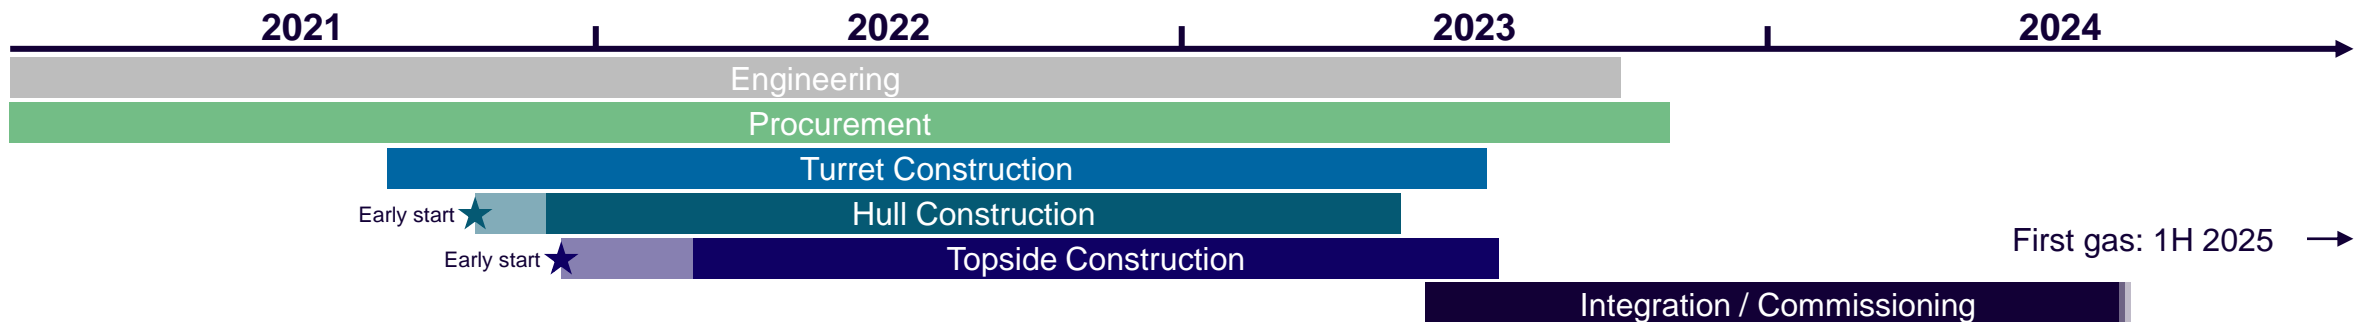 2021 2022 2023 2024
Engineering
Procurement
Turret Construction
Early start Hull Construction
First gas: 1H 2025
Early start Topside Construction
Integration / Commissioning